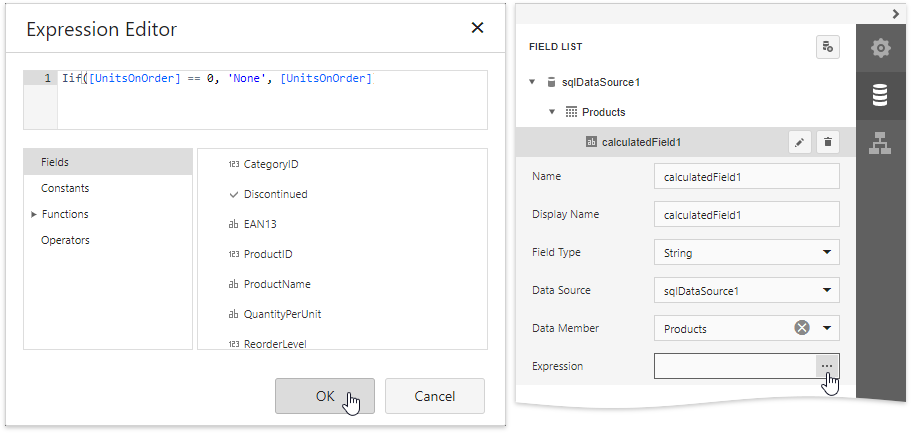 Expression Editor
1 Iif([UnitsOnOrder] == 0, 'None', [UnitsOnOrder]
Fields
Constants
Functions
Operators
123 CategoryID
Discontinued
ab EAN13
123 ProductID
ab ProductName
ab QuantityPerUnit
123 ReorderLevel
OK
Cancel
FIELD LIST
sqlDataSource1
Products
ab calculatedField1
Name calculatedField1
Display Name calculatedField1
Field Type String
Data Source sqlDataSource1
Data Member Products
Expression ...